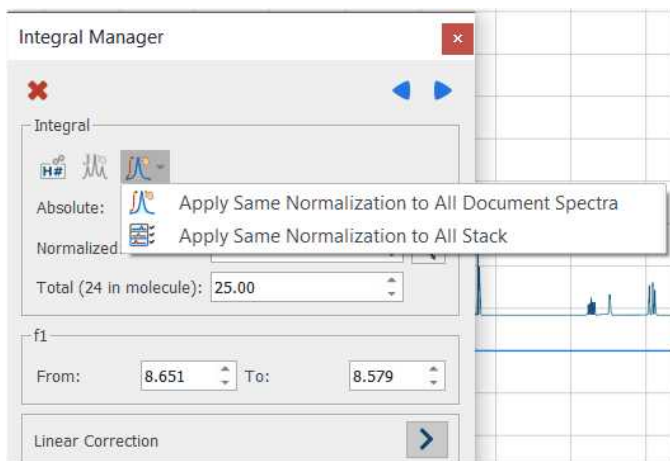 Integral Manager
Integral
H#
Absolute:
Apply Same Normalization to All Document Spectra
Normalized
Apply Same Normalization to All Stack
Total (24 in molecule): 25.00
f1
From: 8.651 To: 8.579
Linear Correction